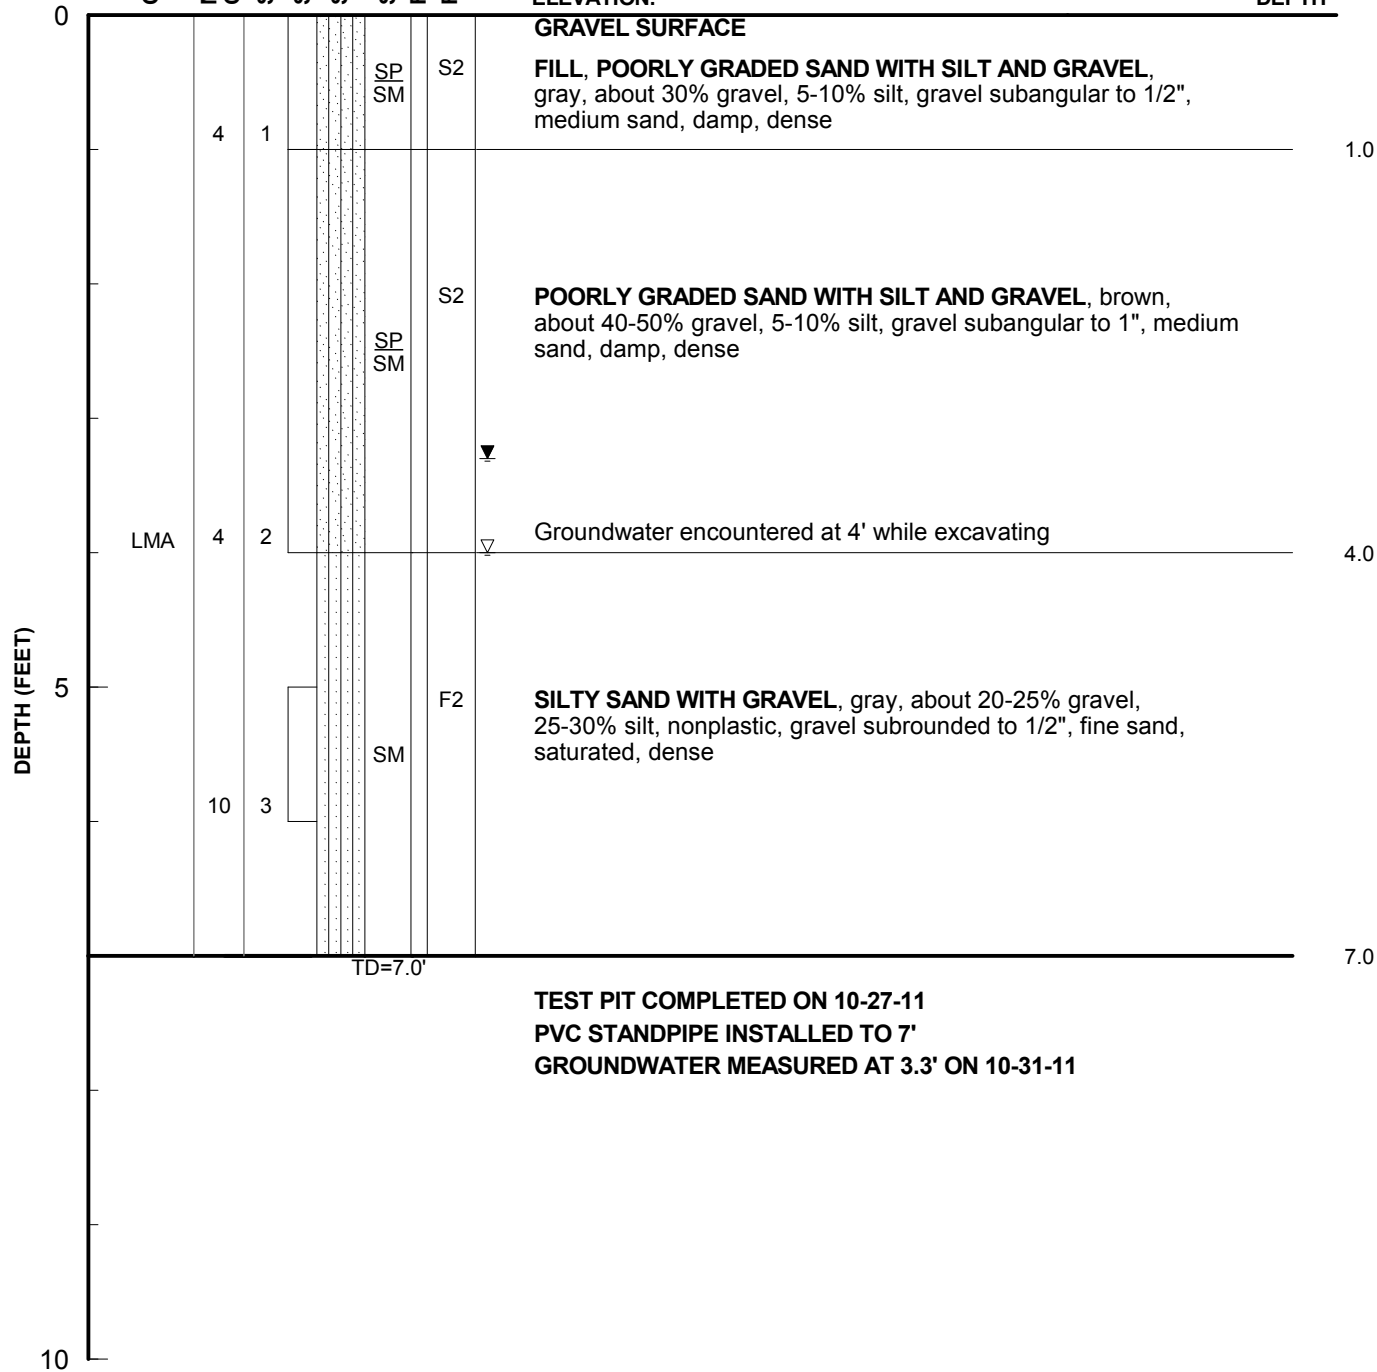 ELEVATION:
DEPTH
0
GRAVEL SURFACE
SP
SM
S2
FILL, POORLY GRADED SAND WITH SILT AND GRAVEL,
gray, about 30% gravel, 5-10% silt, gravel subangular to 1/2",
medium sand, damp, dense
4 1
1.0
S2
POORLY GRADED SAND WITH SILT AND GRAVEL, brown,
about 40-50% gravel, 5-10% silt, gravel subangular to 1", medium
sand, damp, dense
SP
SM
LMA 4 2
Groundwater encountered at 4' while excavating
4.0
DEPTH (FEET)
5
F2
SILTY SAND WITH GRAVEL, gray, about 20-25% gravel,
25-30% silt, nonplastic, gravel subrounded to 1/2", fine sand,
saturated, dense
SM
10 3
7.0
TD=7.0'
TEST PIT COMPLETED ON 10-27-11
PVC STANDPIPE INSTALLED TO 7'
GROUNDWATER MEASURED AT 3.3' ON 10-31-11
10